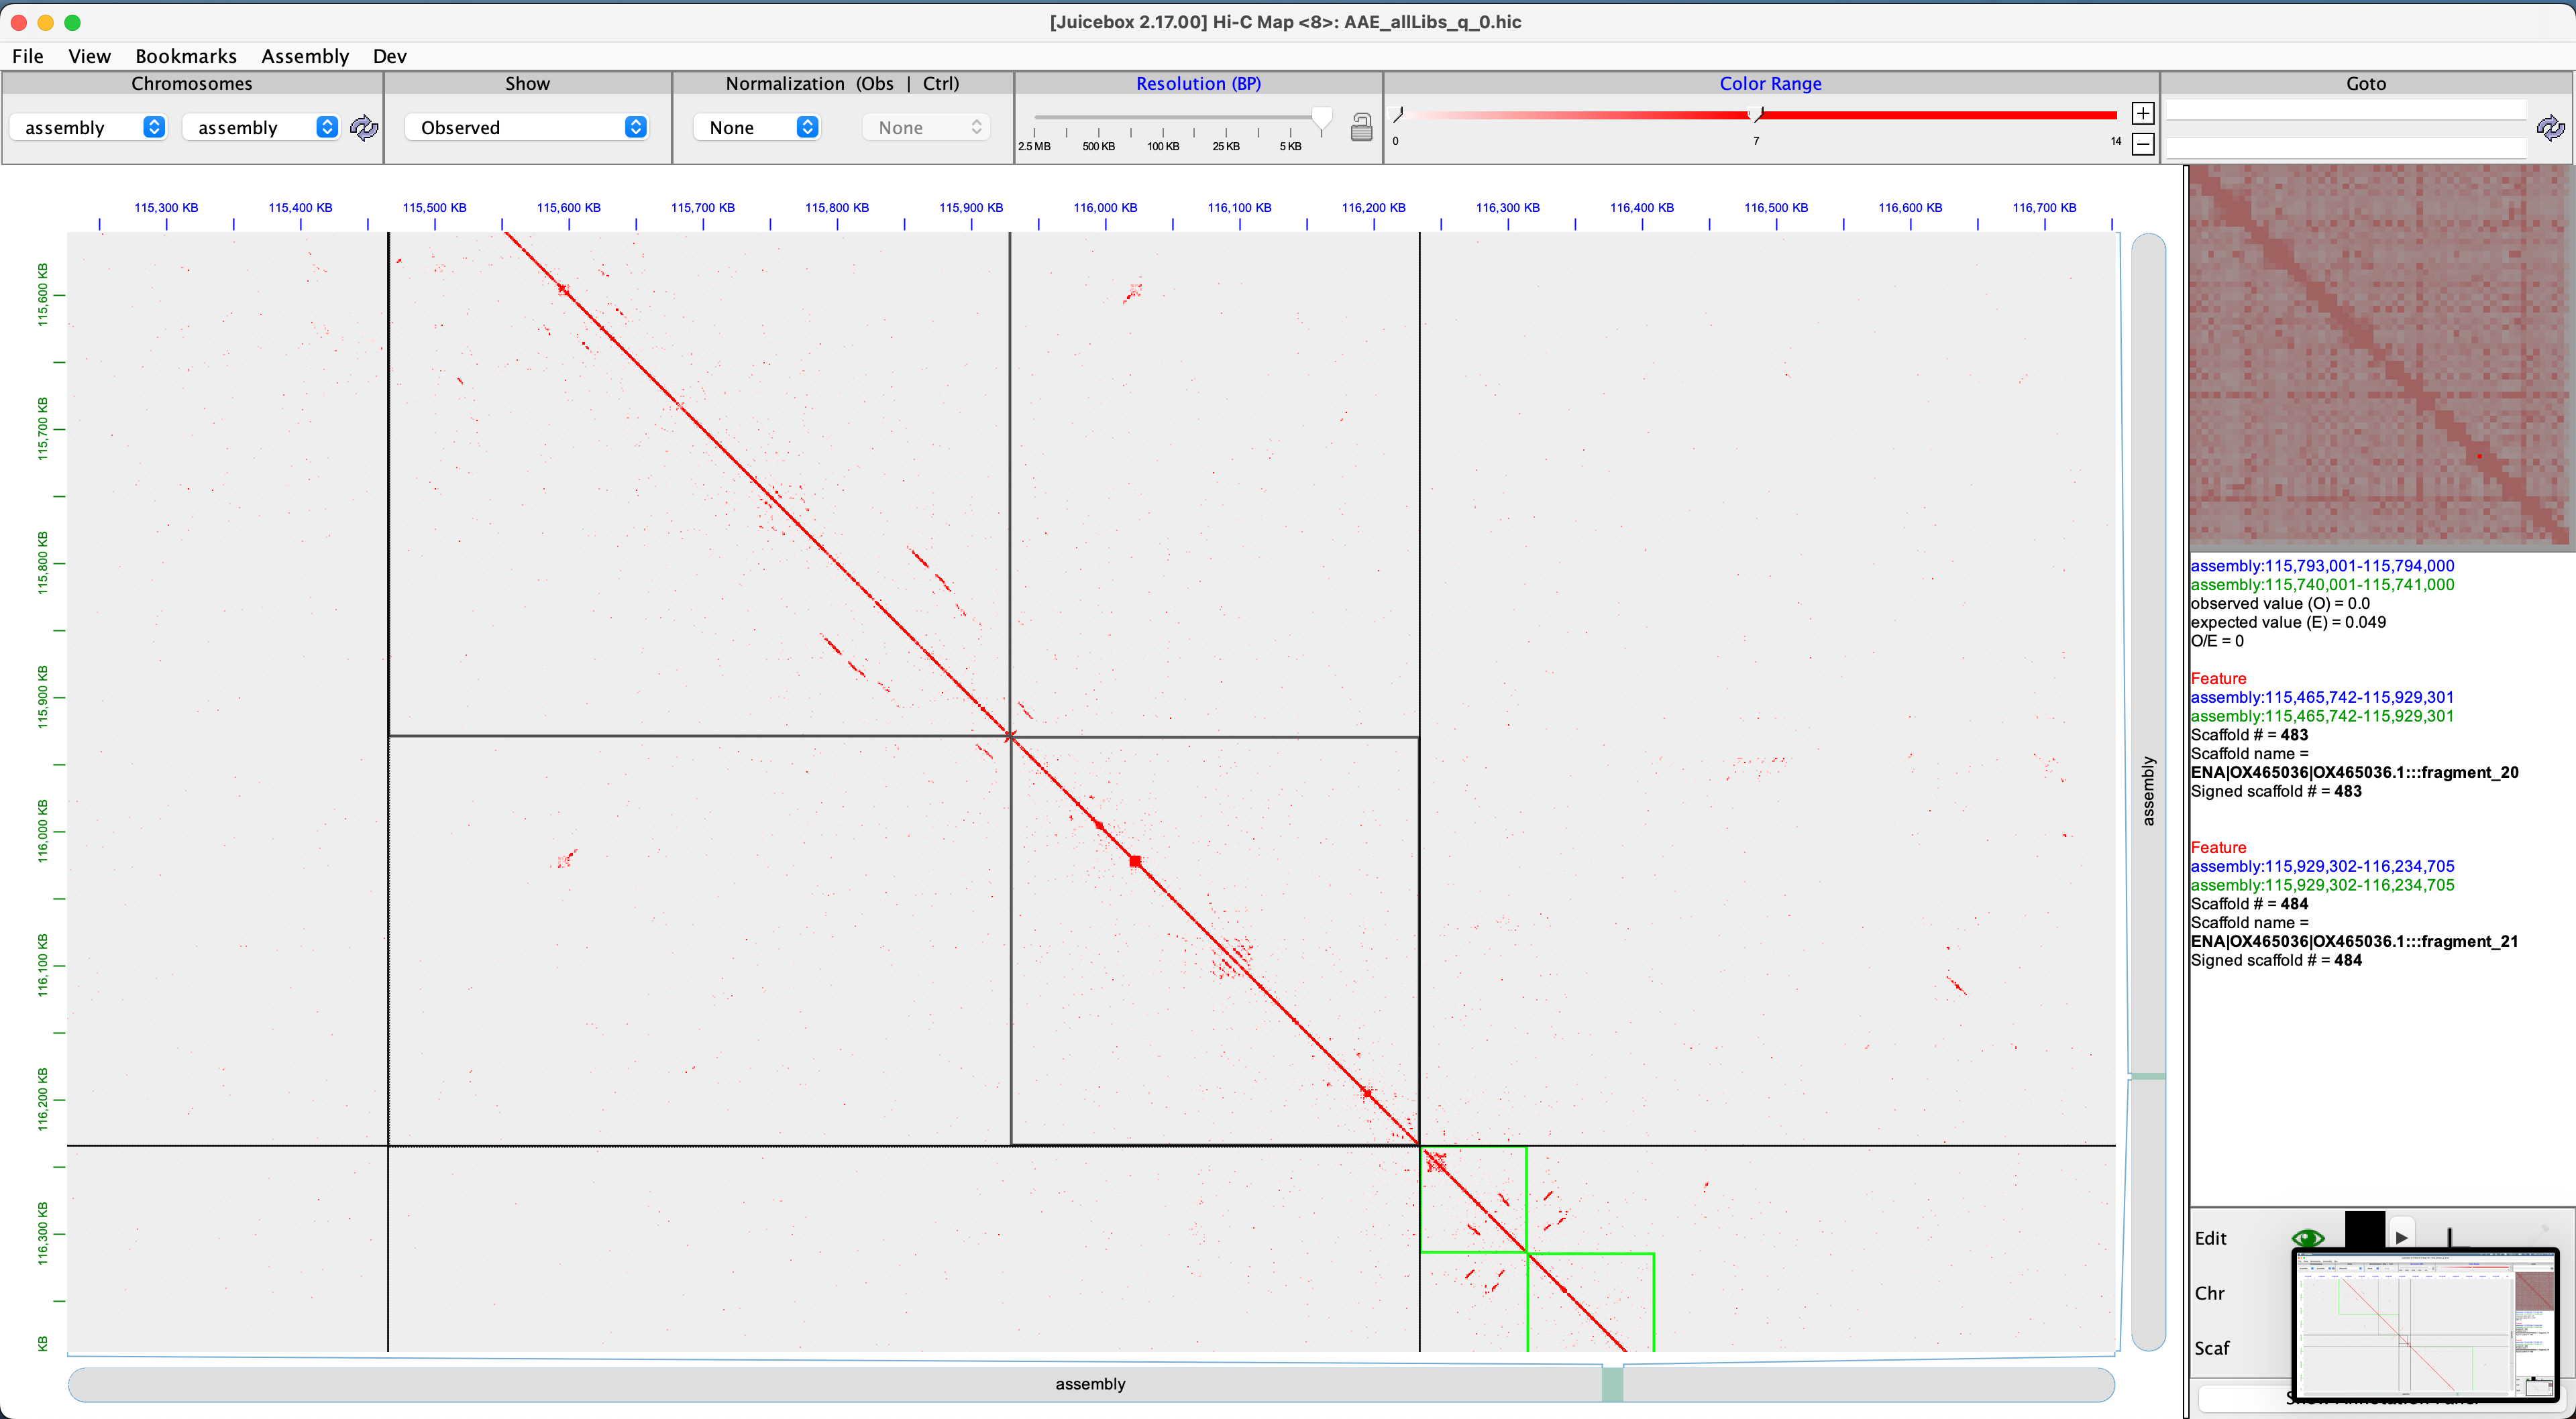 [Juicebox 2.17.00] Hi-C Map <8>: AAE_allLibs_q_0.hic
File View Bookmarks Assembly Dev
Chromosomes Show Normalization (Obs | Ctrl) Resolution (BP) Color Range Goto
assembly assembly Observed None None
2.5 MB 500 KB 100 KB 25 KB 5 KB
0 7 14
115,300 KB 115,400 KB 115,500 KB 115,600 KB 115,700 KB 115,800 KB 115,900 KB 116,000 KB 116,100 KB 116,200 KB 116,300 KB 116,400 KB 116,500 KB 116,600 KB 116,700 KB
115,600 KB
115,700 KB
115,800 KB
115,900 KB
116,000 KB
116,100 KB
116,200 KB
116,300 KB
KB
assembly
assembly
assembly:115,793,001-115,794,000
assembly:115,740,001-115,741,000
observed value (O) = 0.0
expected value (E) = 0.049
O/E = 0
Feature
assembly:115,465,742-115,929,301
assembly:115,465,742-115,929,301
Scaffold # = 483
Scaffold name =
ENA|OX465036|OX465036.1:::fragment_20
Signed scaffold # = 483
Feature
assembly:115,929,302-116,234,705
assembly:115,929,302-116,234,705
Scaffold # = 484
Scaffold name =
ENA|OX465036|OX465036.1:::fragment_21
Signed scaffold # = 484
Edit
Chr
Scaf